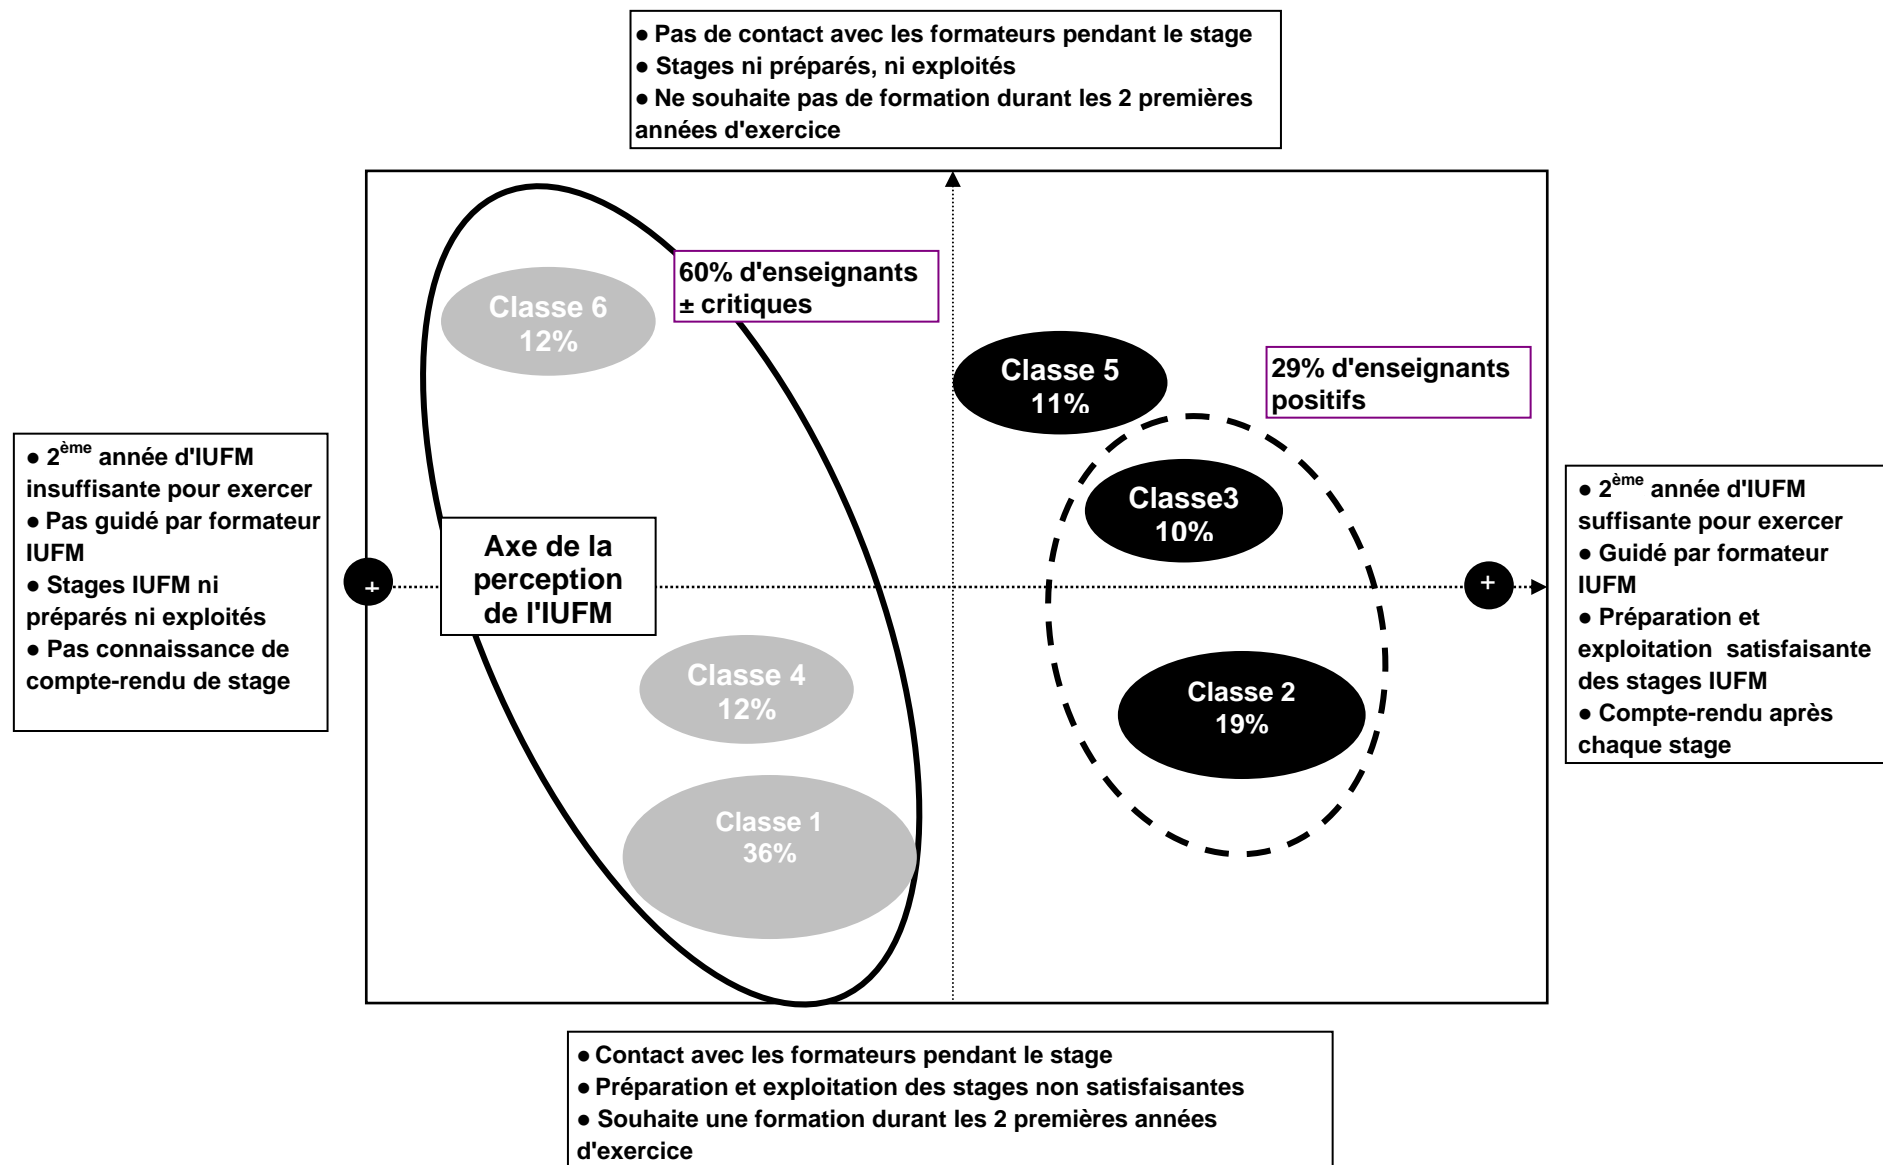 ● Pas de contact avec les formateurs pendant le stage
● Stages ni préparés, ni exploités
● Ne souhaite pas de formation durant les 2 premières
années d'exercice
60% d'enseignants
± critiques
Classe 6
12%
Classe 5
11%
29% d'enseignants
positifs
● 2ème année d'IUFM
insuffisante pour exercer
● Pas guidé par formateur
IUFM
● Stages IUFM ni
préparés ni exploités
● Pas connaissance de
compte-rendu de stage
Axe de la
perception
de l'IUFM
Classe3
10%
+
+
● 2ème année d'IUFM
suffisante pour exercer
● Guidé par formateur
IUFM
● Préparation et
exploitation satisfaisante
des stages IUFM
● Compte-rendu après
chaque stage
Classe 4
12%
Classe 2
19%
Classe 1
36%
● Contact avec les formateurs pendant le stage
● Préparation et exploitation des stages non satisfaisantes
● Souhaite une formation durant les 2 premières années
d'exercice